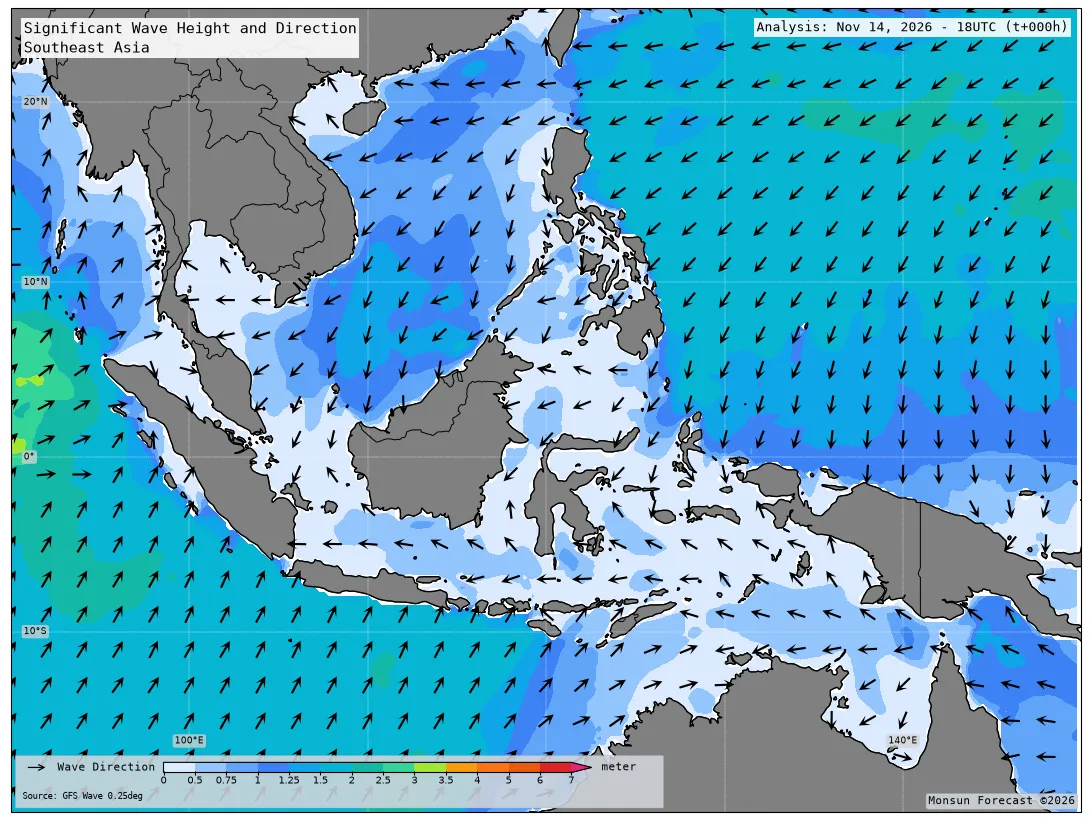 Significant Wave Height and Direction
Southeast Asia
Analysis: Nov 14, 2026 - 18UTC (t+000h)
20°N
10°N
0°
10°S
100°E
140°E
Wave Direction
meter
0 0.5 0.75 1 1.25 1.5 2 2.5 3 3.5 4 5 6 7
Source: GFS Wave 0.25deg
Monsun Forecast ©2026